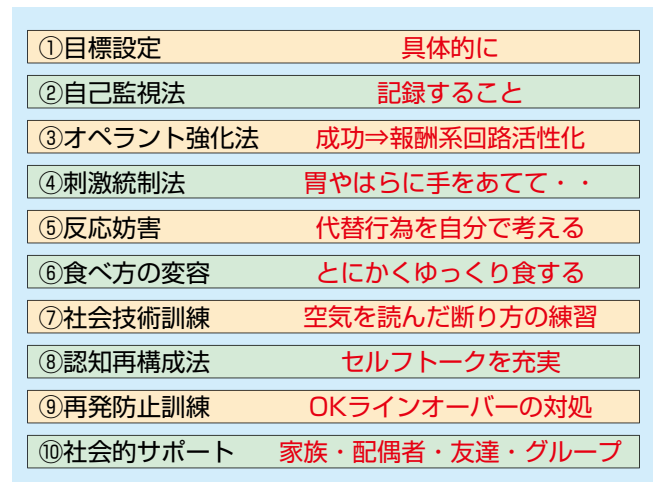 ①目標設定 具体的に
②自己監視法 記録すること
③オペラント強化法 成功⇒報酬系回路活性化
④刺激統制法 胃やはらに手をあてて・・
⑤反応妨害 代替行為を自分で考える
⑥食べ方の変容 とにかくゆっくり食する
⑦社会技術訓練 空気を読んだ断り方の練習
⑧認知再構成法 セルフトークを充実
⑨再発防止訓練 OKラインオーバーの対処
⑩社会的サポート 家族・配偶者・友達・グループ